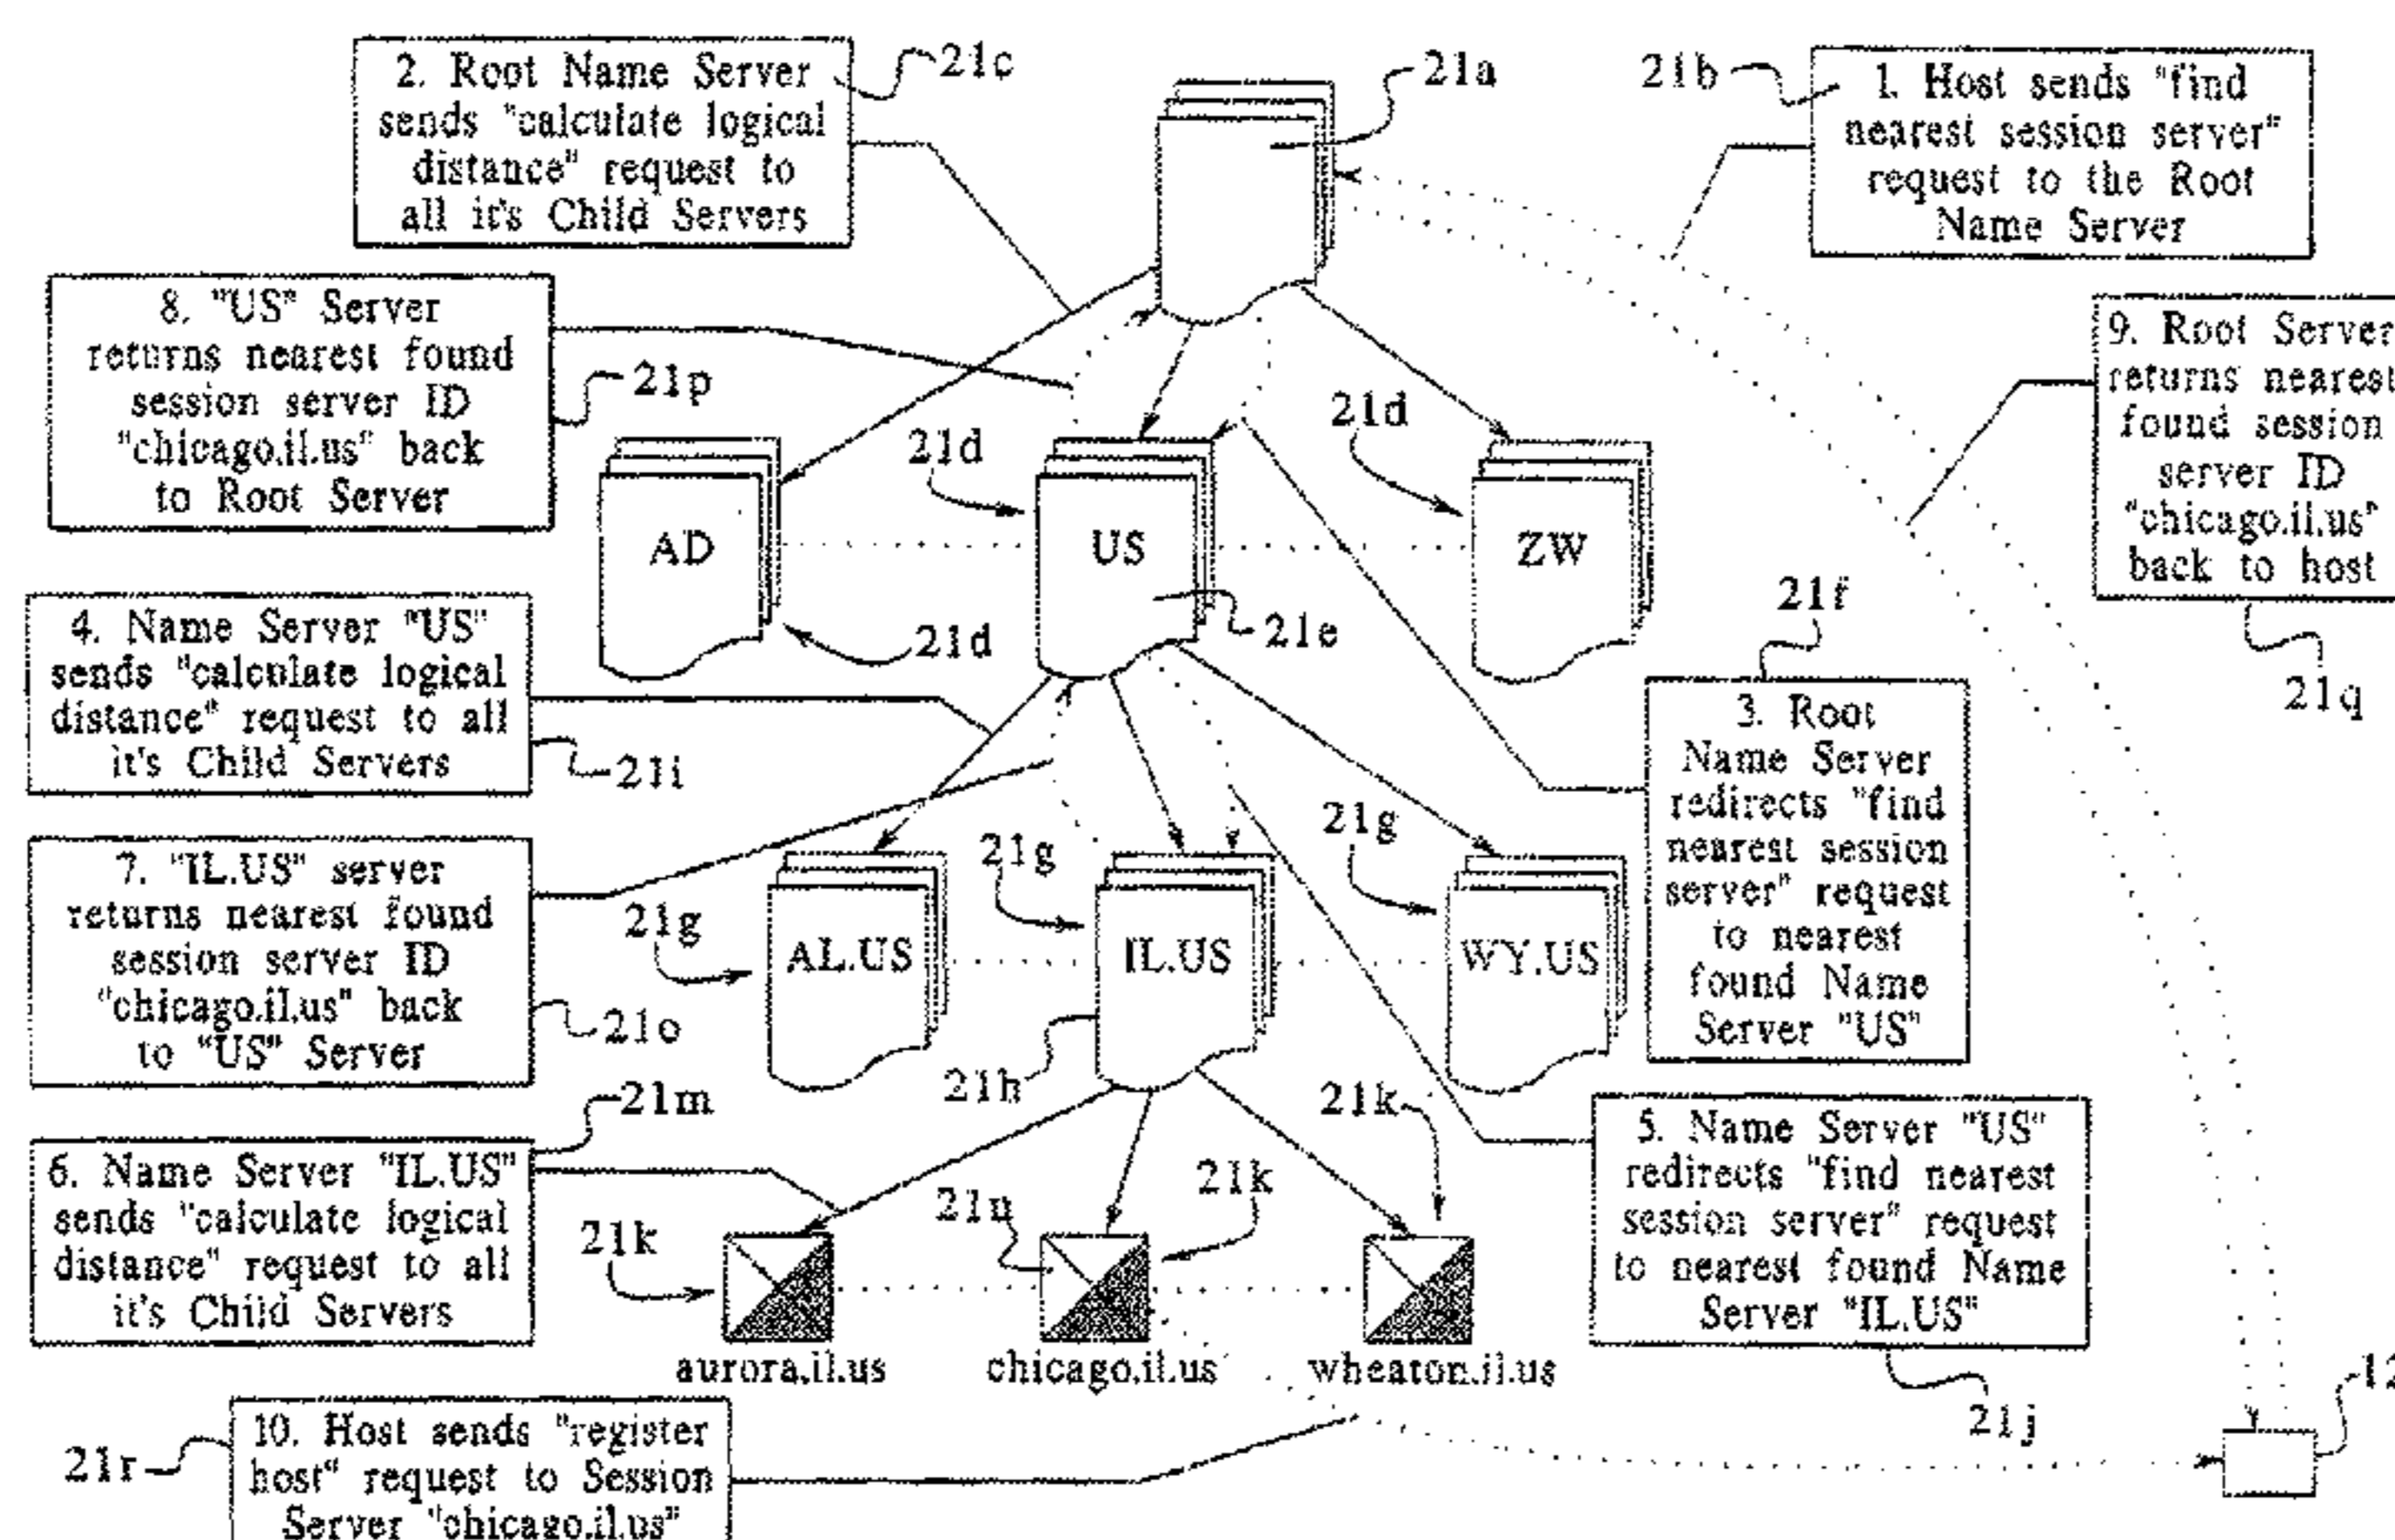 2. Root Name Server
sends "calculate logical
distance" request to
all it's Child Servers
21c
21a
21b
1. Host sends "find
nearest session server"
request to the Root
Name Server
8. "US" Server
returns nearest found
session server ID
"chicago.il.us" back
to Root Server
21p
9. Root Server
returns nearest
found session
server ID
"chicago.il.us"
back to host
21q
21d
21d
AD
US
ZW
21d
21e
21f
4. Name Server "US"
sends "calculate logical
distance" request to all
it's Child Servers
21i
3. Root
Name Server
redirects "find
nearest session
server" request
to nearest
found Name
Server "US"
7. "IL.US" server
returns nearest found
session server ID
"chicago.il.us" back
to "US" Server
21o
21g
21g
21g
AL.US
IL.US
WY.US
21h
21m
6. Name Server "IL.US"
sends "calculate logical
distance" request to all
it's Child Servers
21k
21n
21k
21k
5. Name Server "US"
redirects "find nearest
session server" request
to nearest found Name
Server "IL.US"
21j
aurora.il.us
chicago.il.us
wheaton.il.us
12
21r
10. Host sends "register
host" request to Session
Server "chicago.il.us"